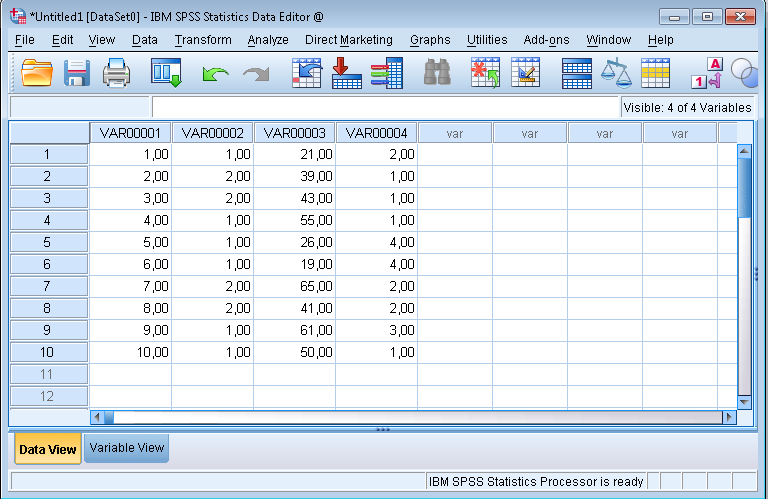 *Untitled1 [DataSet0] - IBM SPSS Statistics Data Editor @
File Edit View Data Transform Analyze Direct Marketing Graphs Utilities Add-ons Window Help
A
1
Visible: 4 of 4 Variables
VAR00001 VAR00002 VAR00003 VAR00004 var var var var
1 1,00 1,00 21,00 2,00
2 2,00 2,00 39,00 1,00
3 3,00 2,00 43,00 1,00
4 4,00 1,00 55,00 1,00
5 5,00 1,00 26,00 4,00
6 6,00 1,00 19,00 4,00
7 7,00 2,00 65,00 2,00
8 8,00 2,00 41,00 2,00
9 9,00 1,00 61,00 3,00
10 10,00 1,00 50,00 1,00
11
12
Data View Variable View
IBM SPSS Statistics Processor is ready